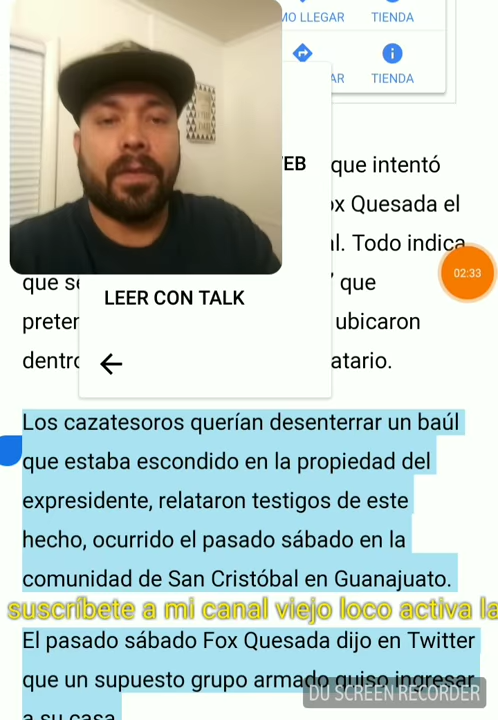 MO LLEGAR TIENDA
AR TIENDA
EB que intentó
ox Quesada el
al. Todo indica
que se ’ que
LEER CON TALK
02:33
preten ubicaron
dentro atario.
Los cazatesoros querían desenterrar un baúl
que estaba escondido en la propiedad del
expresidente, relataron testigos de este
hecho, ocurrido el pasado sábado en la
comunidad de San Cristóbal en Guanajuato.
suscríbete a mi canal viejo loco activa la
El pasado sábado Fox Quesada dijo en Twitter
que un supuesto grupo armado quiso ingresar
DU SCREEN RECORDER
a su casa